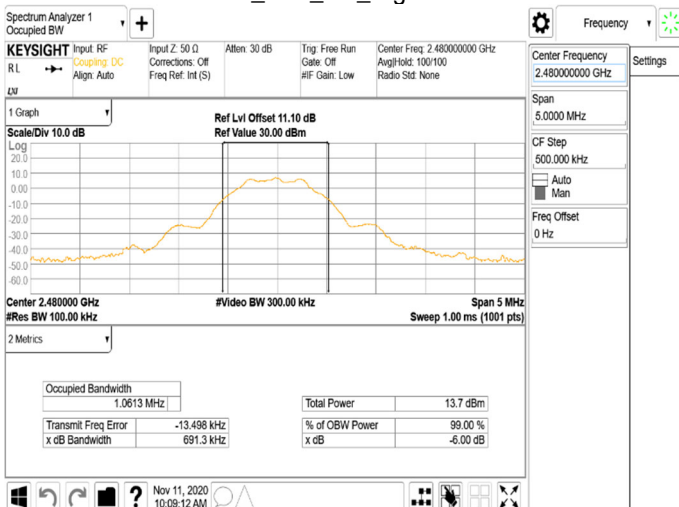 Spectrum Analyzer 1
Occupied BW
+
Frequency
KEYSIGHT
RL
LXI
Input: RF
Coupling: DC
Align: Auto
Input Z: 50 Ω
Corrections: Off
Freq Ref: Int (S)
Atten: 30 dB
Trig: Free Run
Gate: Off
#IF Gain: Low
Center Freq: 2.480000000 GHz
Avg|Hold: 100/100
Radio Std: None
Center Frequency
2.480000000 GHz
Settings
Span
5.0000 MHz
CF Step
500.000 kHz
Auto
Man
Freq Offset
0 Hz
1 Graph
Scale/Div 10.0 dB
Ref Lvl Offset 11.10 dB
Ref Value 30.00 dBm
Log
20.0
10.0
0.00
-10.0
-20.0
-30.0
-40.0
-50.0
-60.0
Center 2.480000 GHz
#Video BW 300.00 kHz
Span 5 MHz
#Res BW 100.00 kHz
Sweep 1.00 ms (1001 pts)
2 Metrics
Occupied Bandwidth
1.0613 MHz
Total Power 13.7 dBm
Transmit Freq Error -13.498 kHz
% of OBW Power 99.00 %
x dB Bandwidth 691.3 kHz
x dB -6.00 dB
?
Nov 11, 2020
10:09:12 AM